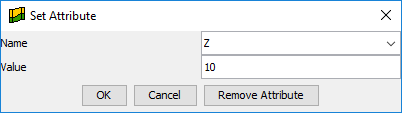 Set Attribute
Name Z
Value 10
OK Cancel Remove Attribute